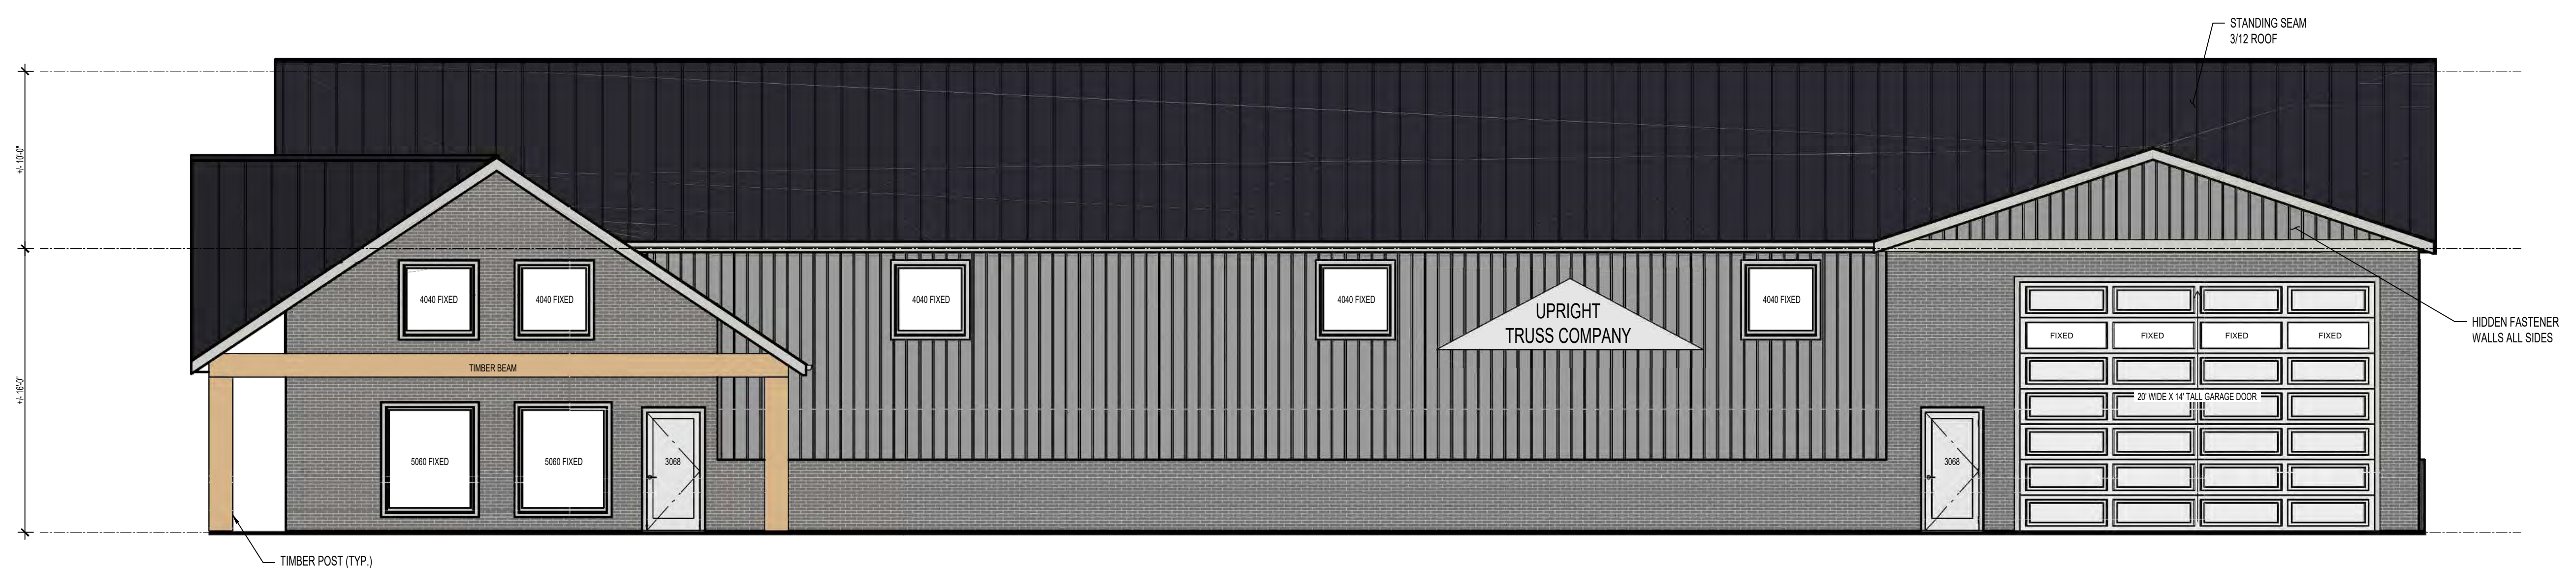 STANDING SEAM
3/12 ROOF
+/- 10'-0"
4040 FIXED
4040 FIXED
4040 FIXED
4040 FIXED
4040 FIXED
UPRIGHT
TRUSS COMPANY
HIDDEN FASTENER
WALLS ALL SIDES
FIXED
FIXED
FIXED
FIXED
TIMBER BEAM
+/- 16'-0"
20' WIDE X 14' TALL GARAGE DOOR
5060 FIXED
5060 FIXED
3068
3068
TIMBER POST (TYP.)